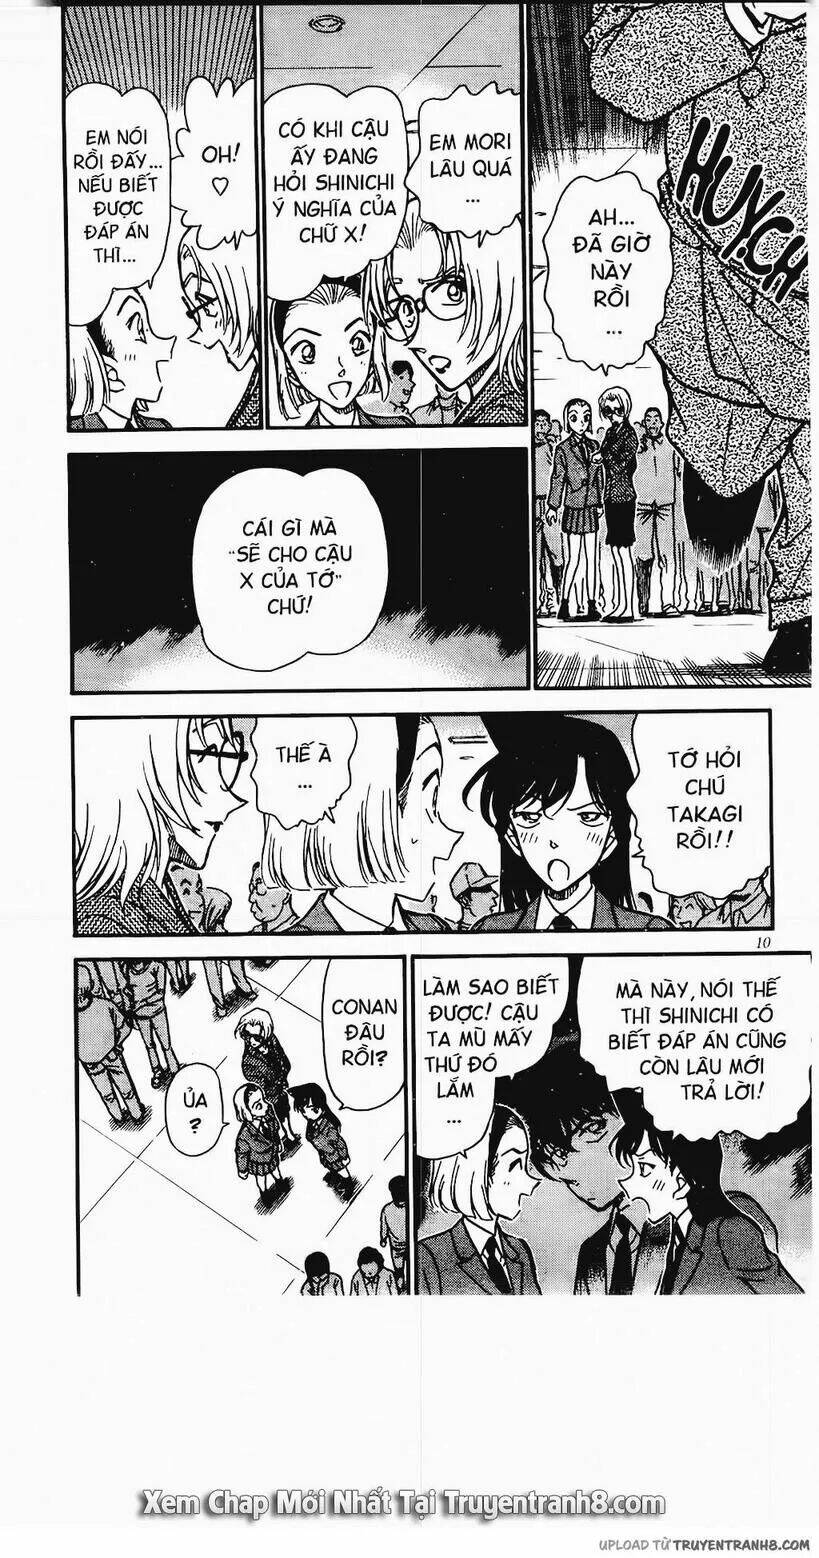 HUỴCH
AH...
ĐÃ GIỜ
NÀY
RỒI
...
EM MORI
LÂU QUÁ
...
CÓ KHI CẬU
ẤY ĐANG
HỎI SHINICHI
Ý NGHĨA CỦA
CHỮ X!
OH!
♡
EM NÓI
RỒI ĐẤY...
NẾU BIẾT
ĐƯỢC
ĐÁP ÁN
THÌ...
CÁI GÌ MÀ
"SẼ CHO CẬU
X CỦA TỚ"
CHỨ!
TỚ HỎI
CHÚ
TAKAGI
RỒI!!
THẾ À
...
10
MÀ NÀY, NÓI THẾ
THÌ SHINICHI CÓ
BIẾT ĐÁP ÁN CŨNG
CÒN LÂU MỚI
TRẢ LỜI!
LÀM SAO BIẾT
ĐƯỢC! CẬU
TA MÙ MẤY
THỨ ĐÓ
LẮM
...
CONAN
ĐÂU
RỒI?
ỦA
?
Xem Chap Mới Nhất Tại Truyentranh8.com
UPLOAD TỪ TRUYENTRANH8.COM